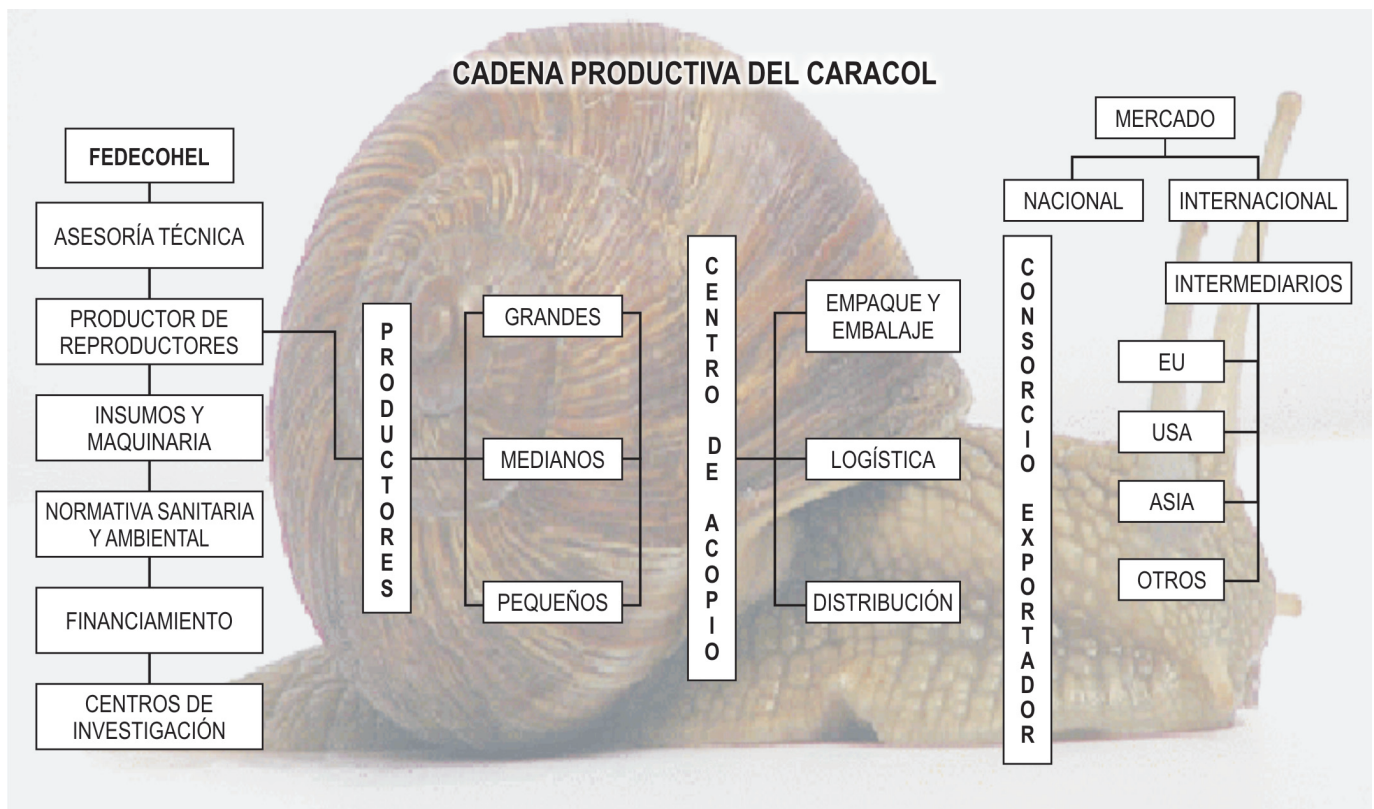 CADENA PRODUCTIVA DEL CARACOL
FEDECOHEL
ASESORÍA TÉCNICA
PRODUCTOR DE
REPRODUCTORES
INSUMOS Y
MAQUINARIA
NORMATIVA SANITARIA
Y AMBIENTAL
FINANCIAMIENTO
CENTROS DE
INVESTIGACIÓN
PRODUCTORES
GRANDES
MEDIANOS
PEQUEÑOS
CENTRO DE ACOPIO
EMPAQUE Y
EMBALAJE
LOGÍSTICA
DISTRIBUCIÓN
CONSORCIO EXPORTADOR
MERCADO
NACIONAL
INTERNACIONAL
INTERMEDIARIOS
EU
USA
ASIA
OTROS